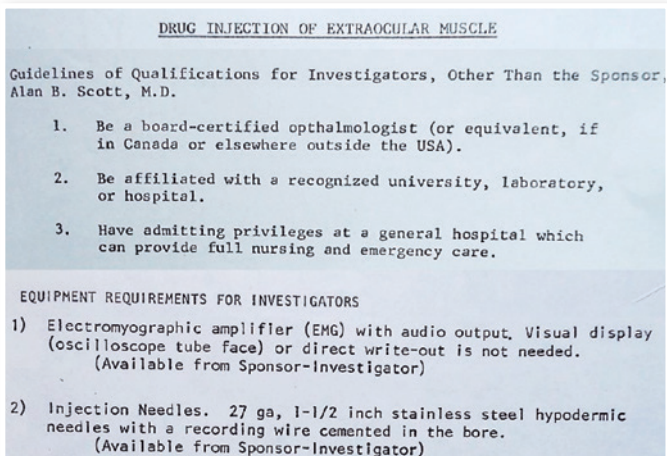 DRUG INJECTION OF EXTRAOCULAR MUSCLE
Guidelines of Qualifications for Investigators, Other Than the Sponsor,
Alan B. Scott, M.D.
1. Be a board-certified opthalmologist (or equivalent, if
in Canada or elsewhere outside the USA).
2. Be affiliated with a recognized university, laboratory,
or hospital.
3. Have admitting privileges at a general hospital which
can provide full nursing and emergency care.
EQUIPMENT REQUIREMENTS FOR INVESTIGATORS
1) Electromyographic amplifier (EMG) with audio output. Visual display
(oscilloscope tube face) or direct write-out is not needed.
(Available from Sponsor-Investigator)
2) Injection Needles. 27 ga, 1-1/2 inch stainless steel hypodermic
needles with a recording wire cemented in the bore.
(Available from Sponsor-Investigator)